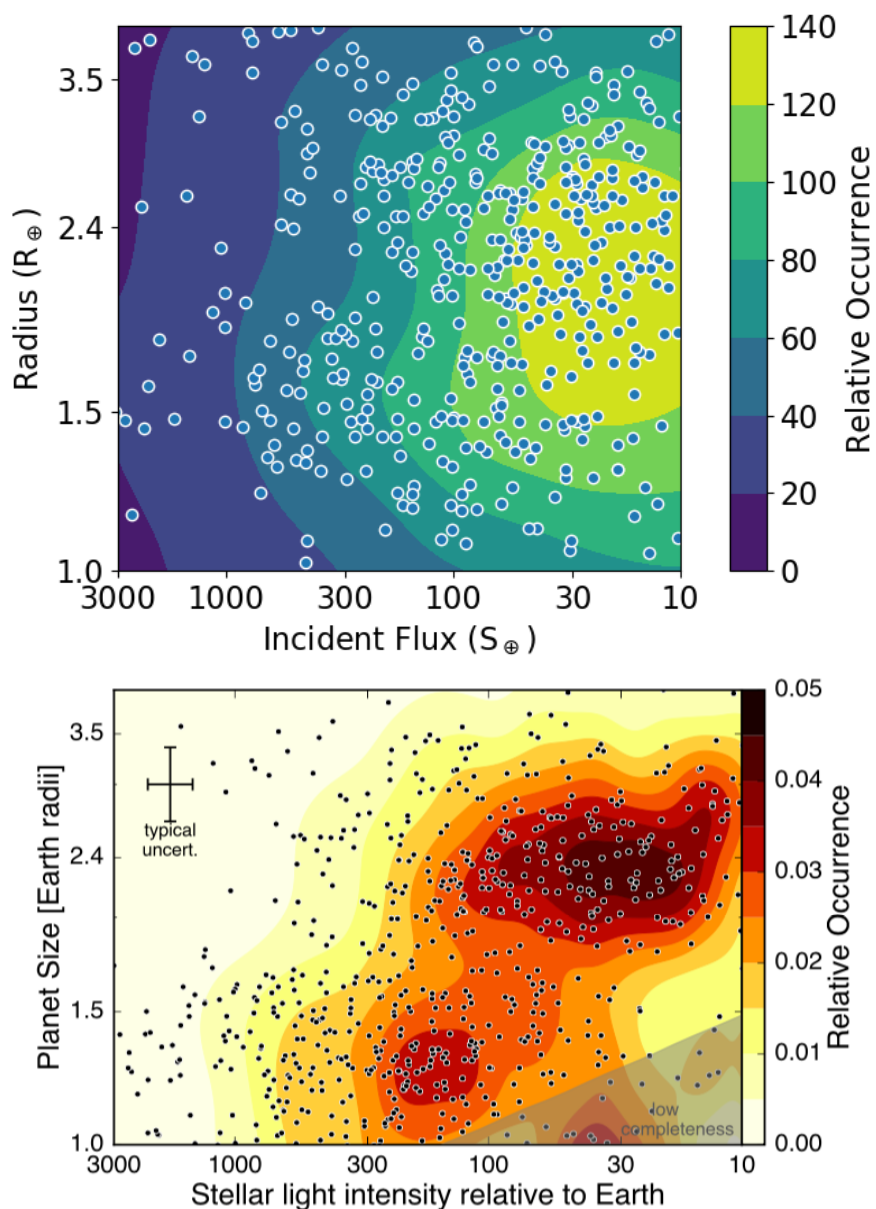 140
120
100
80
60
40
20
0
Relative Occurrence
3.5
2.4
1.5
1.0
Radius (R⊕)
3000 1000 300 100 30 10
Incident Flux (S⊕)
0.05
0.04
0.03
0.02
0.01
0.00
Relative Occurrence
3.5
2.4
1.5
1.0
Planet Size [Earth radii]
typical
uncert.
low
completeness
3000 1000 300 100 30 10
Stellar light intensity relative to Earth